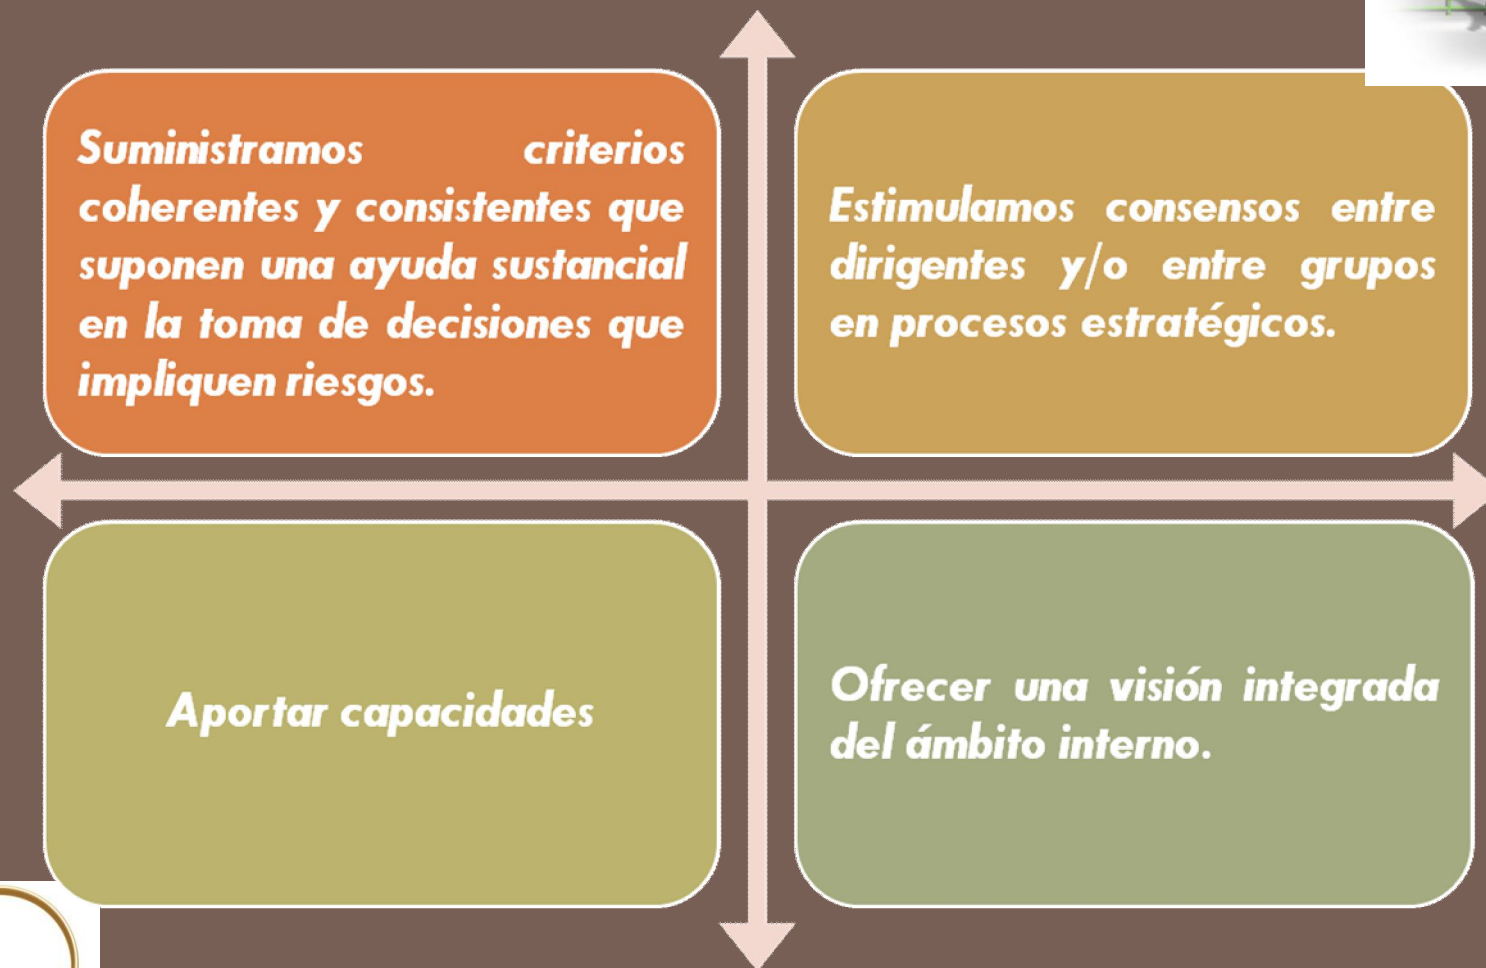 Suministramos criterios
coherentes y consistentes que
suponen una ayuda sustancial
en la toma de decisiones que
impliquen riesgos.
Estimulamos consensos entre
dirigentes y/o entre grupos
en procesos estratégicos.
Aportar capacidades
Ofrecer una visión integrada
del ámbito interno.